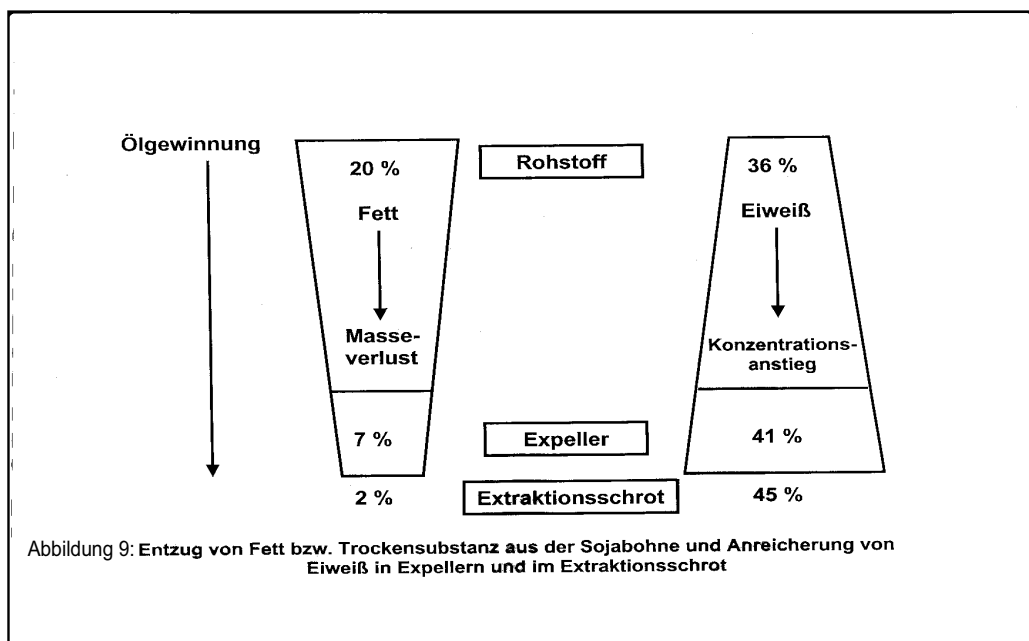 Ölgewinnung
20 %
Rohstoff
36 %
Fett
Eiweiß
Masse-
verlust
Konzentrations-
anstieg
7 %
Expeller
41 %
2 %
Extraktionsschrot
45 %
Abbildung 9: Entzug von Fett bzw. Trockensubstanz aus der Sojabohne und Anreicherung von
Eiweiß in Expellern und im Extraktionsschrot